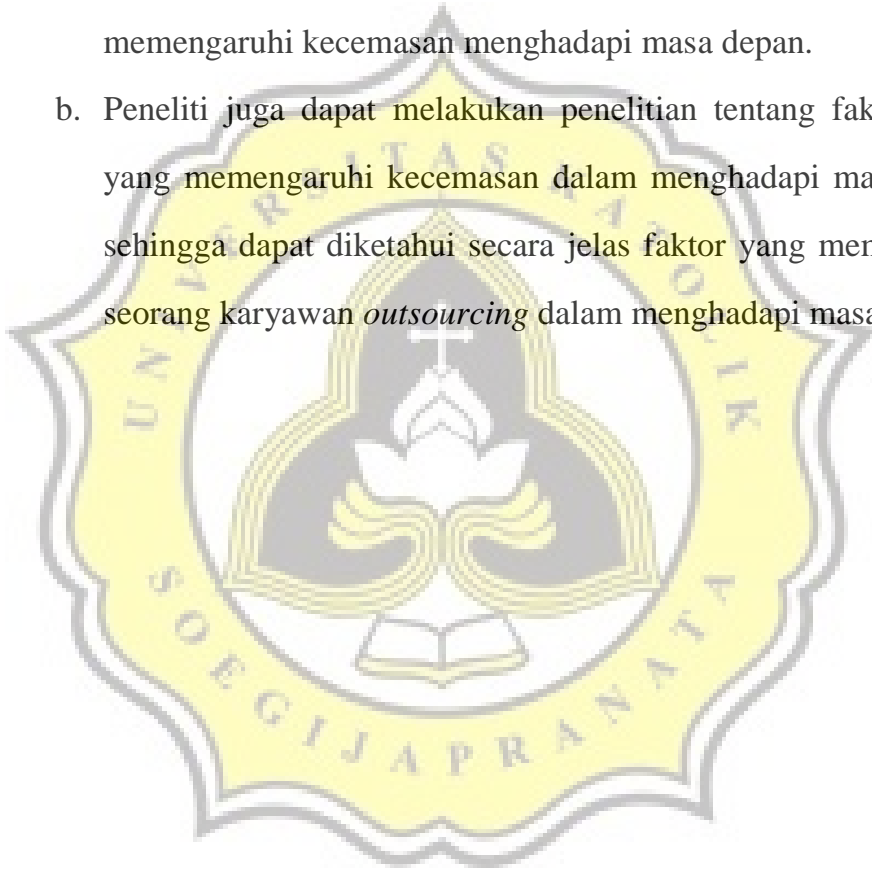 memengaruhi kecemasan menghadapi masa depan.
b. Peneliti juga dapat melakukan penelitian tentang fak
yang memengaruhi kecemasan dalam menghadapi ma
sehingga dapat diketahui secara jelas faktor yang mem
seorang karyawan outsourcing dalam menghadapi masa
UNIVERSITAS KATOLIK
SOEGIJAPRANATA